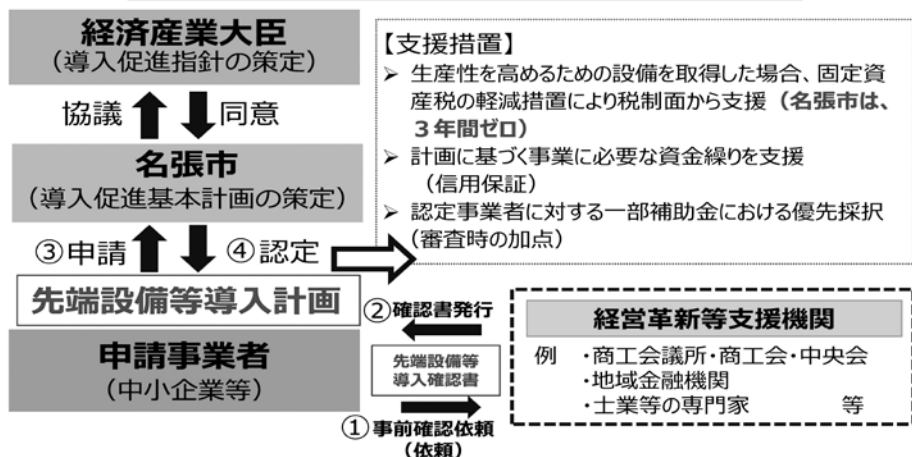 経済産業大臣
（導入促進指針の策定）
協議
同意
名張市
（導入促進基本計画の策定）
③申請
④認定
先端設備等導入計画
申請事業者
（中小企業等）
【支援措置】
➢ 生産性を高めるための設備を取得した場合、固定資
産税の軽減措置により税制面から支援（名張市は、
３年間ゼロ）
➢ 計画に基づく事業に必要な資金繰りを支援
（信用保証）
➢ 認定事業者に対する一部補助金における優先採択
（審査時の加点）
②確認書発行
先端設備等
導入確認書
①事前確認依頼
（依頼）
経営革新等支援機関
例 ・商工会議所・商工会・中央会
・地域金融機関
・士業等の専門家 等